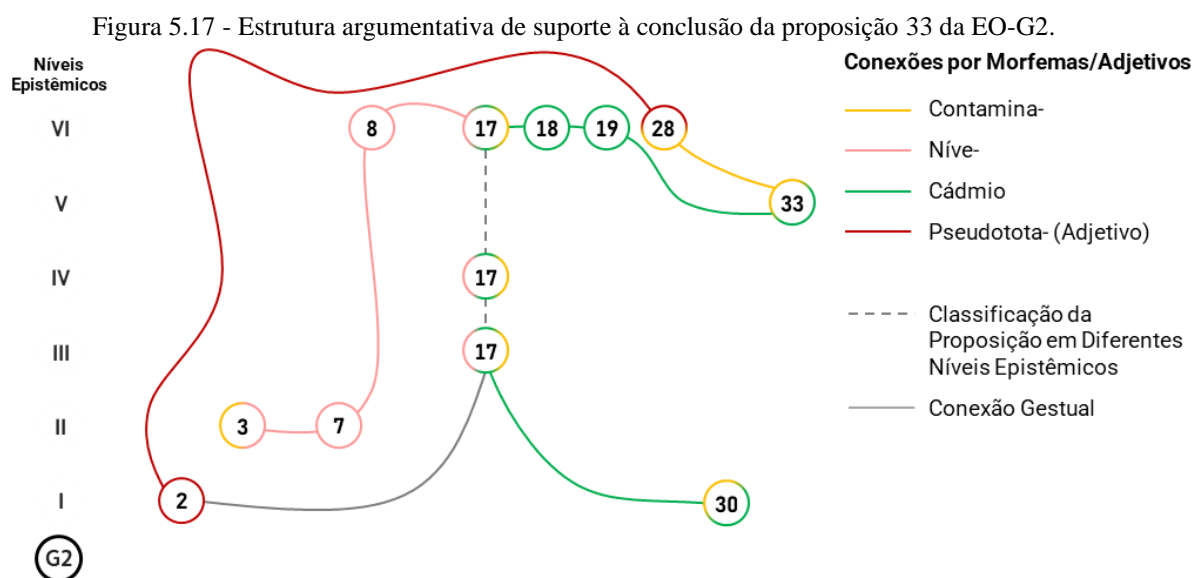 Figura 5.17 - Estrutura argumentativa de suporte à conclusão da proposição 33 da EO-G2.
Níveis
Epistêmicos
VI
V
IV
III
II
I
G2
8
17
18
19
28
33
17
17
3
7
2
30
Conexões por Morfemas/Adjetivos
Contamina-
Níve-
Cádmio
Pseudotota- (Adjetivo)
Classificação da
Proposição em Diferentes
Níveis Epistêmicos
Conexão Gestual